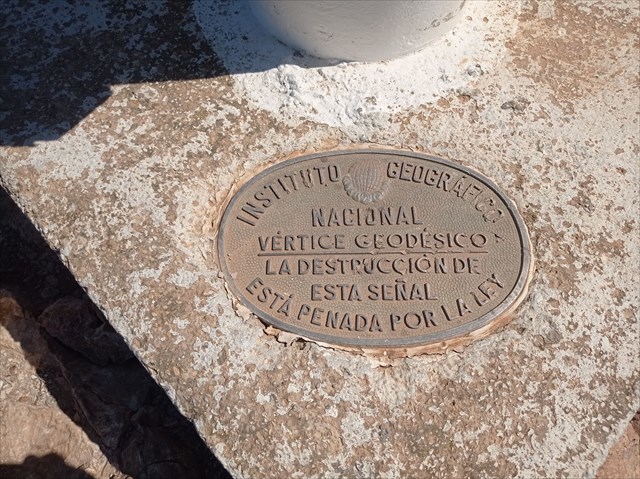 INSTITUTO GEOGRAFICO
NACIONAL
VÉRTICE GEODÉSICO
LA DESTRUCCIÓN DE
ESTA SEÑAL
ESTÁ PENADA POR LA LEY